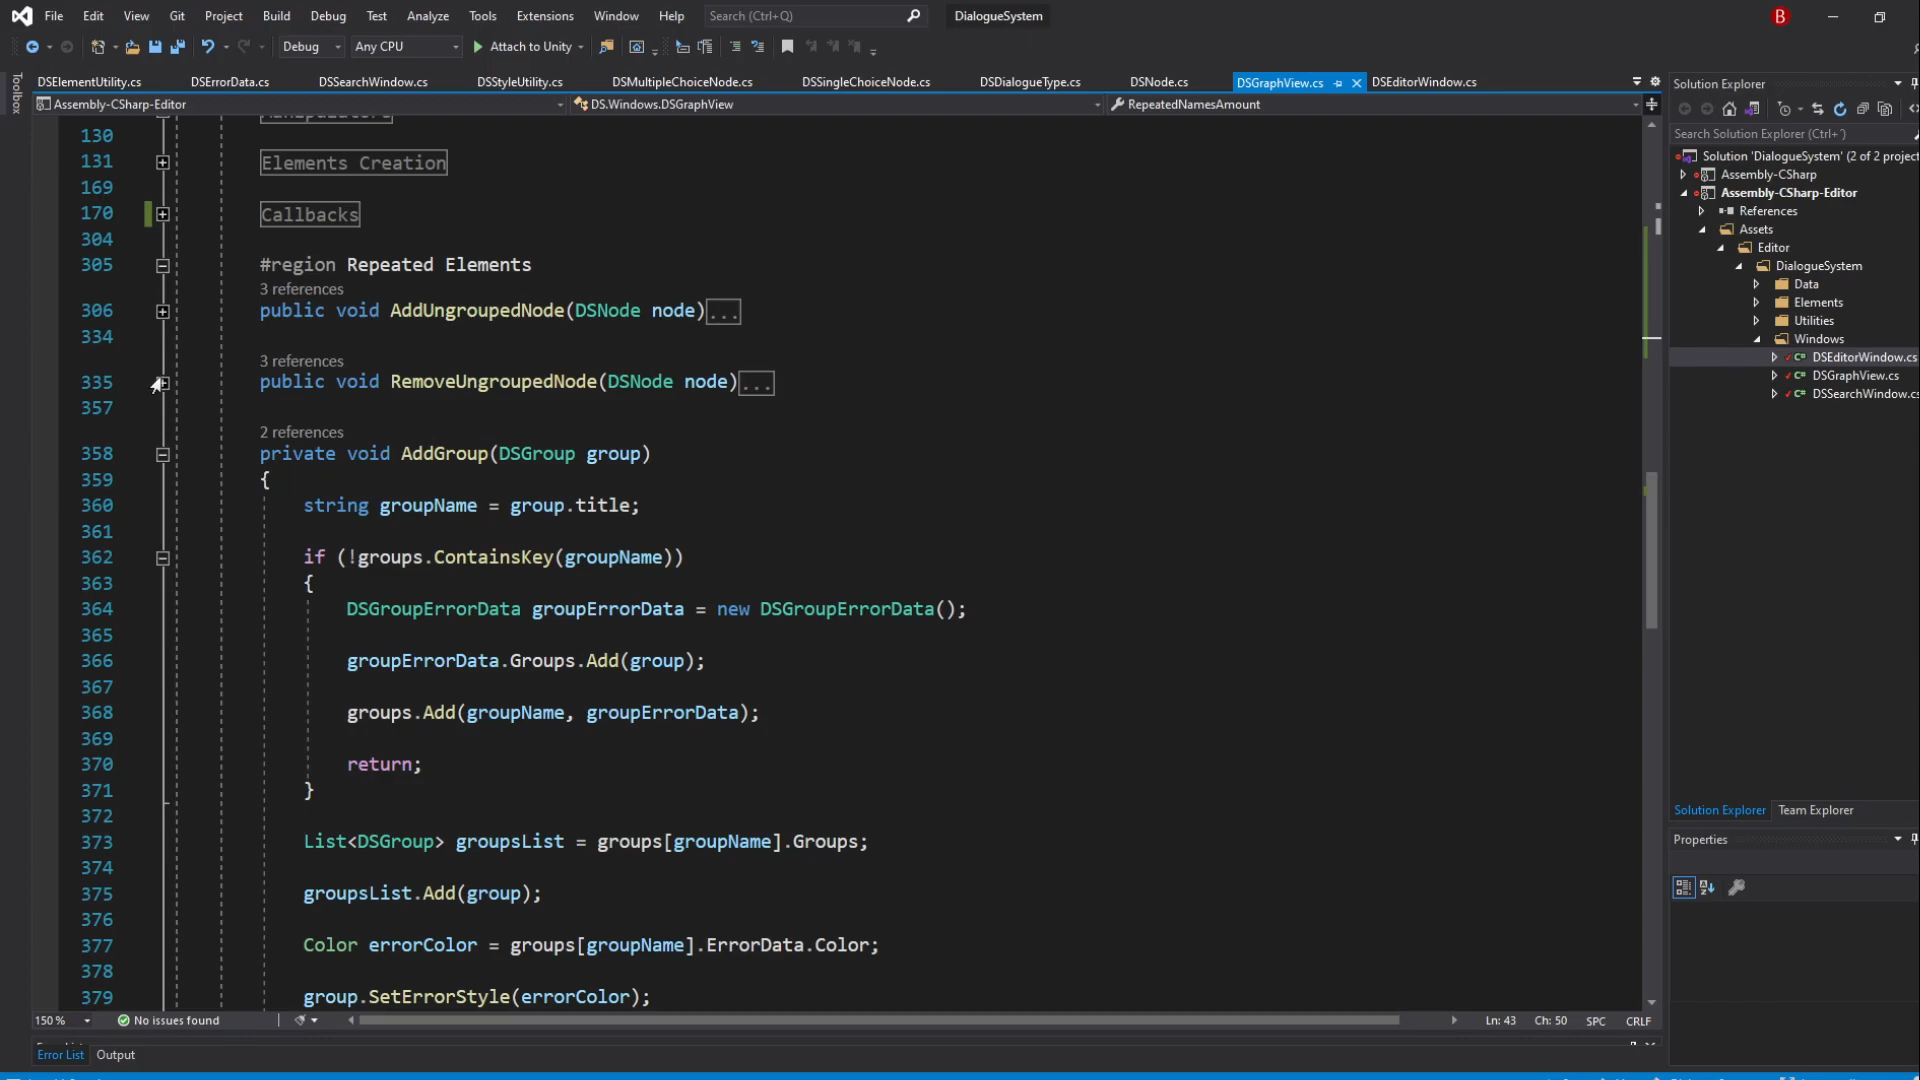 File Edit View Git Project Build Debug Test Analyze Tools Extensions Window Help Search (Ctrl+Q) DialogueSystem B
Debug Any CPU Attach to Unity
Toolbox
DSElementUtility.cs DSErrorData.cs DSSearchWindow.cs DSStyleUtility.cs DSMultipleChoiceNode.cs DSSingleChoiceNode.cs DSDialogueType.cs DSNode.cs DSGraphView.cs DSEditorWindow.cs
Assembly-CSharp-Editor DS.Windows.DSGraphView RepeatedNamesAmount
Manipulators
130
131 Elements Creation
169
170 Callbacks
304
305 #region Repeated Elements
3 references
306 public void AddUngroupedNode(DSNode node)...
334
3 references
335 public void RemoveUngroupedNode(DSNode node)...
357
2 references
358 private void AddGroup(DSGroup group)
359 {
360 string groupName = group.title;
361
362 if (!groups.ContainsKey(groupName))
363 {
364 DSGroupErrorData groupErrorData = new DSGroupErrorData();
365
366 groupErrorData.Groups.Add(group);
367
368 groups.Add(groupName, groupErrorData);
369
370 return;
371 }
372
373 List<DSGroup> groupsList = groups[groupName].Groups;
374
375 groupsList.Add(group);
376
377 Color errorColor = groups[groupName].ErrorData.Color;
378
379 group.SetErrorStyle(errorColor);
150 % No issues found Ln: 43 Ch: 50 SPC CRLF
Error List Output
Solution Explorer
Search Solution Explorer (Ctrl+¨)
Solution 'DialogueSystem' (2 of 2 project
Assembly-CSharp
Assembly-CSharp-Editor
References
Assets
Editor
DialogueSystem
Data
Elements
Utilities
Windows
DSEditorWindow.cs
DSGraphView.cs
DSSearchWindow.cs
Solution Explorer Team Explorer
Properties